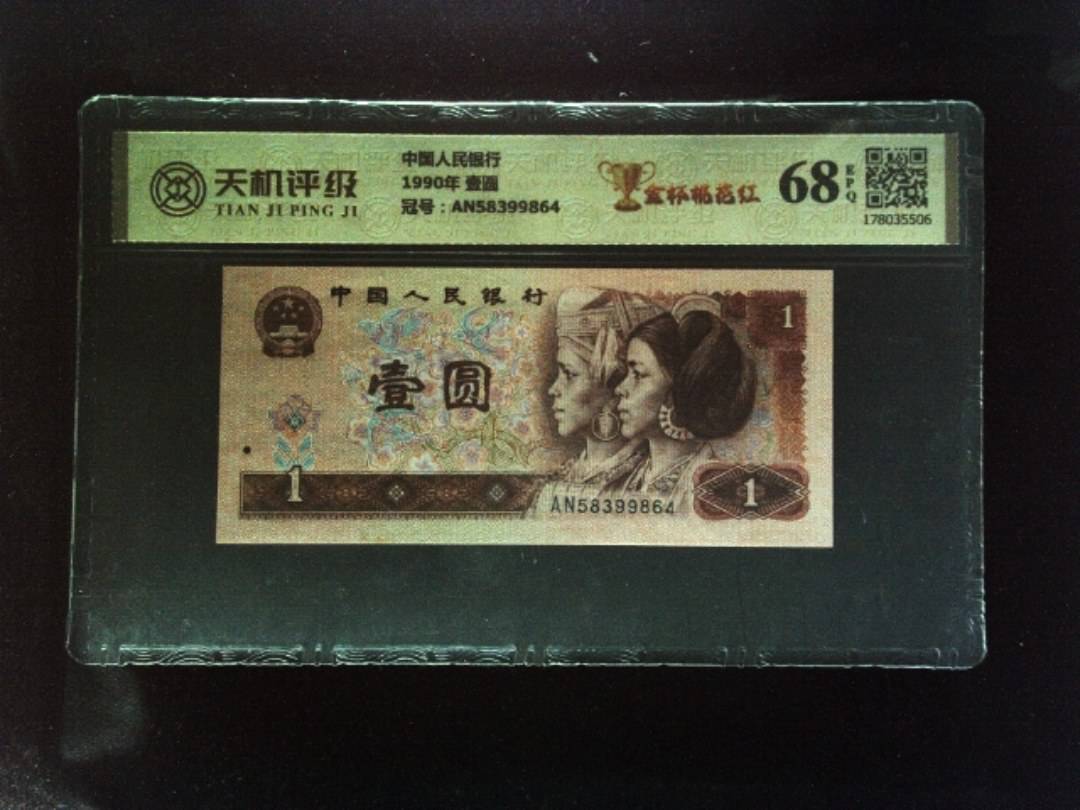 天机评级
TIAN JI PING JI
中国人民银行
1990年 壹圆
冠号：AN58399864
金杯桃花红
68
EPQ
178035506
中国人民银行
壹圆
1
1
AN58399864
1